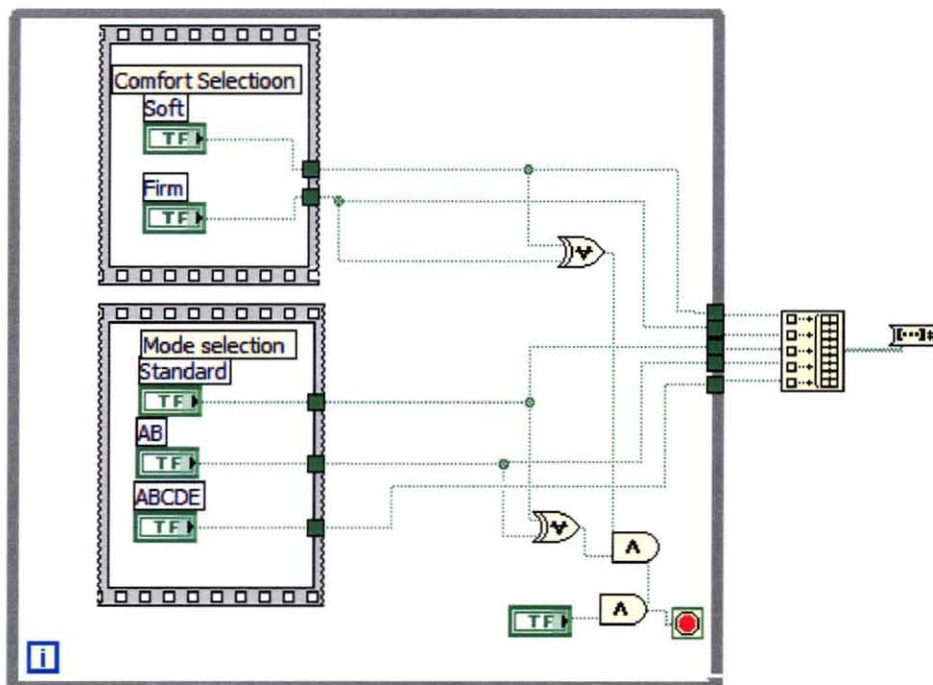 Comfort Selectioon
Soft
TF
Firm
TF
Mode selection
Standard
TF
AB
TF
ABCDE
TF
TF
i